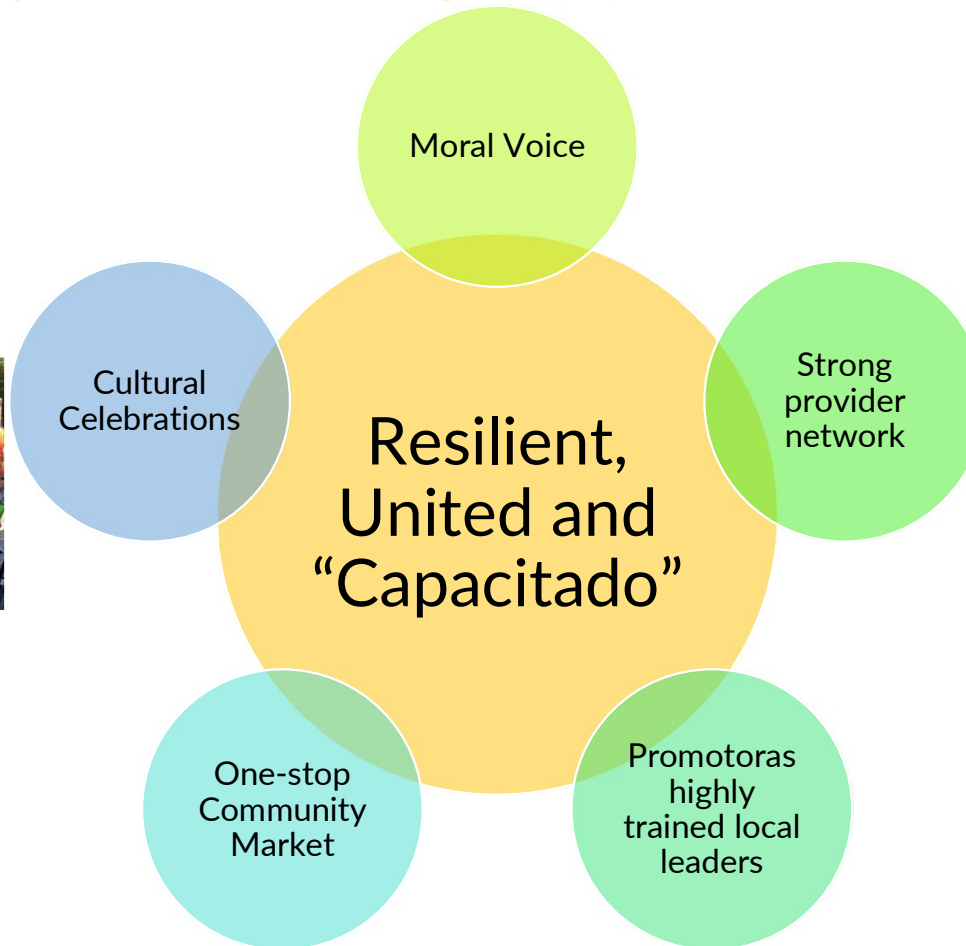 Moral Voice
Cultural
Celebrations
Strong
provider
network
Resilient,
United and
“Capacitado”
One-stop
Community
Market
Promotoras
highly
trained local
leaders